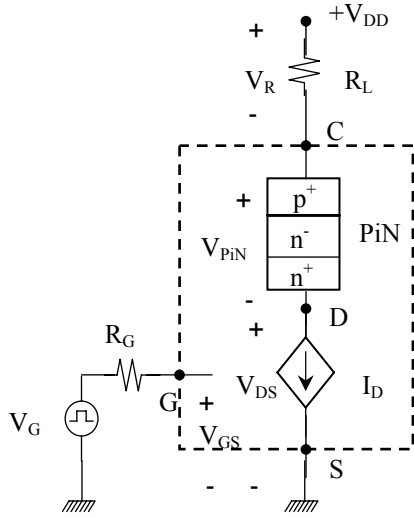 +V_DD
+
V_R
R_L
-
C
p+
+
PiN
n-
V_PiN
n+
-
D
+
R_G
V_DS
I_D
G
+
V_G
V_GS
S
-
-